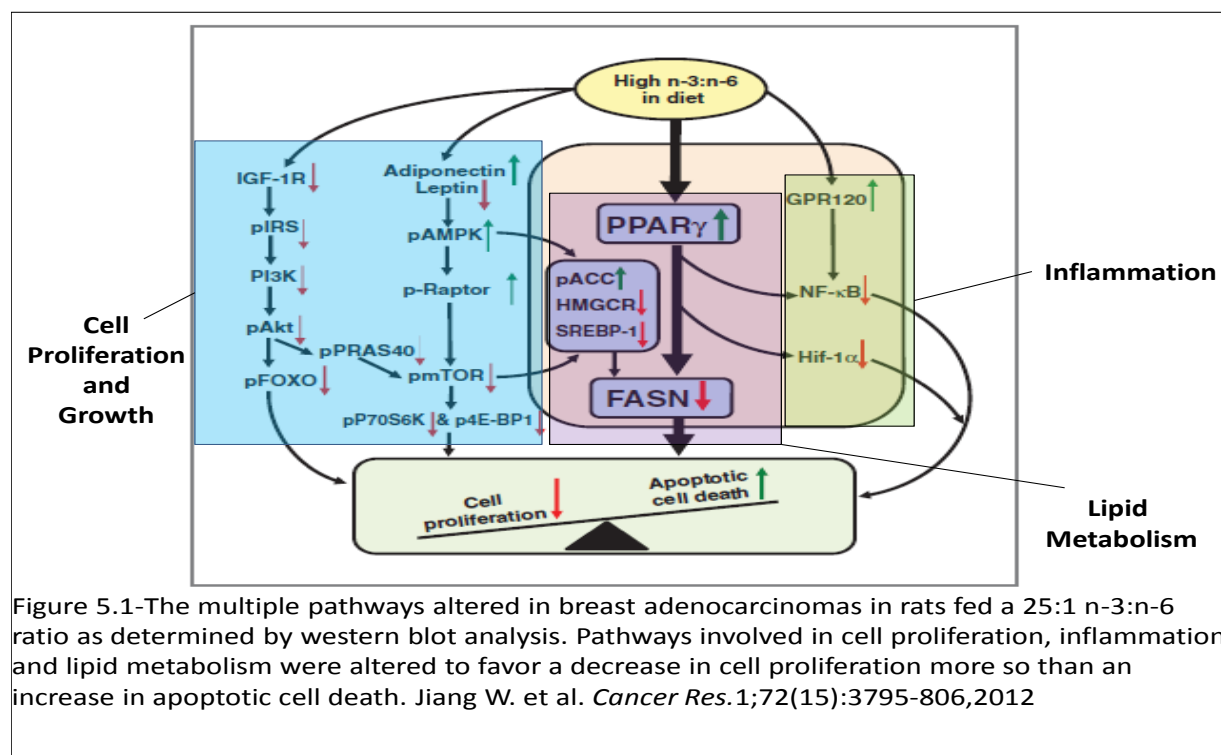 High n-3:n-6
in diet
IGF-1R
pIRS
PI3K
pAkt
pPRAS40
pFOXO
Adiponectin
Leptin
pAMPK
p-Raptor
pmTOR
pP70S6K & p4E-BP1
PPARγ
pACC
HMGCR
SREBP-1
FASN
GPR120
NF-κB
Hif-1α
Cell
Proliferation
and
Growth
Inflammation
Lipid
Metabolism
Cell
proliferation
Apoptotic
cell death
Figure 5.1-The multiple pathways altered in breast adenocarcinomas in rats fed a 25:1 n-3:n-6
ratio as determined by western blot analysis. Pathways involved in cell proliferation, inflammation
and lipid metabolism were altered to favor a decrease in cell proliferation more so than an
increase in apoptotic cell death. Jiang W. et al. Cancer Res.1;72(15):3795-806,2012